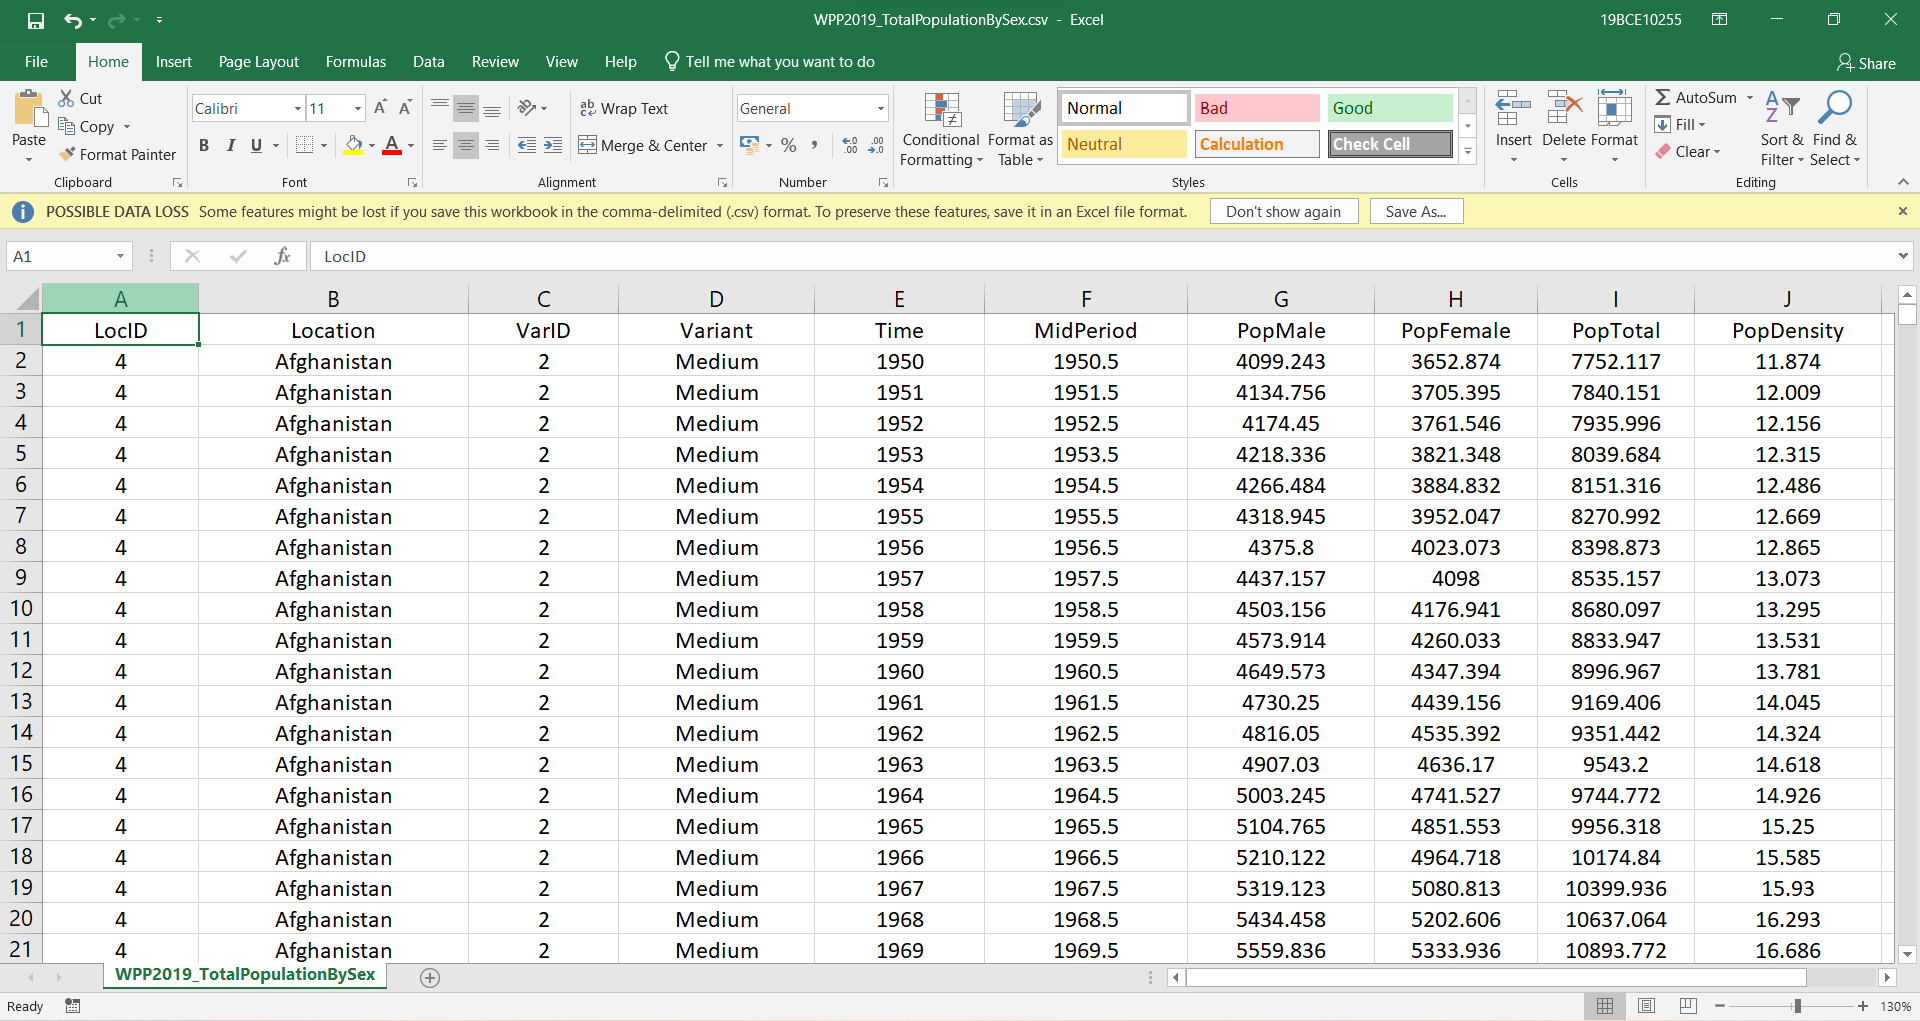 WPP2019_TotalPopulationBySex.csv - Excel 19BCE10255
File Home Insert Page Layout Formulas Data Review View Help Tell me what you want to do Share
Paste Cut Copy Format Painter Clipboard
Calibri 11 A A B I U A Font
ab Wrap Text Merge & Center Alignment
General % , Number
Conditional Formatting Format as Table Normal Bad Good Neutral Calculation Check Cell Styles
Insert Delete Format Cells
AutoSum Fill Clear Sort & Filter Find & Select Editing
POSSIBLE DATA LOSS Some features might be lost if you save this workbook in the comma-delimited (.csv) format. To preserve these features, save it in an Excel file format. Don't show again Save As...
A1 fx LocID
A B C D E F G H I J
1 LocID Location VarID Variant Time MidPeriod PopMale PopFemale PopTotal PopDensity
2 4 Afghanistan 2 Medium 1950 1950.5 4099.243 3652.874 7752.117 11.874
3 4 Afghanistan 2 Medium 1951 1951.5 4134.756 3705.395 7840.151 12.009
4 4 Afghanistan 2 Medium 1952 1952.5 4174.45 3761.546 7935.996 12.156
5 4 Afghanistan 2 Medium 1953 1953.5 4218.336 3821.348 8039.684 12.315
6 4 Afghanistan 2 Medium 1954 1954.5 4266.484 3884.832 8151.316 12.486
7 4 Afghanistan 2 Medium 1955 1955.5 4318.945 3952.047 8270.992 12.669
8 4 Afghanistan 2 Medium 1956 1956.5 4375.8 4023.073 8398.873 12.865
9 4 Afghanistan 2 Medium 1957 1957.5 4437.157 4098 8535.157 13.073
10 4 Afghanistan 2 Medium 1958 1958.5 4503.156 4176.941 8680.097 13.295
11 4 Afghanistan 2 Medium 1959 1959.5 4573.914 4260.033 8833.947 13.531
12 4 Afghanistan 2 Medium 1960 1960.5 4649.573 4347.394 8996.967 13.781
13 4 Afghanistan 2 Medium 1961 1961.5 4730.25 4439.156 9169.406 14.045
14 4 Afghanistan 2 Medium 1962 1962.5 4816.05 4535.392 9351.442 14.324
15 4 Afghanistan 2 Medium 1963 1963.5 4907.03 4636.17 9543.2 14.618
16 4 Afghanistan 2 Medium 1964 1964.5 5003.245 4741.527 9744.772 14.926
17 4 Afghanistan 2 Medium 1965 1965.5 5104.765 4851.553 9956.318 15.25
18 4 Afghanistan 2 Medium 1966 1966.5 5210.122 4964.718 10174.84 15.585
19 4 Afghanistan 2 Medium 1967 1967.5 5319.123 5080.813 10399.936 15.93
20 4 Afghanistan 2 Medium 1968 1968.5 5434.458 5202.606 10637.064 16.293
21 4 Afghanistan 2 Medium 1969 1969.5 5559.836 5333.936 10893.772 16.686
WPP2019_TotalPopulationBySex
Ready 130%